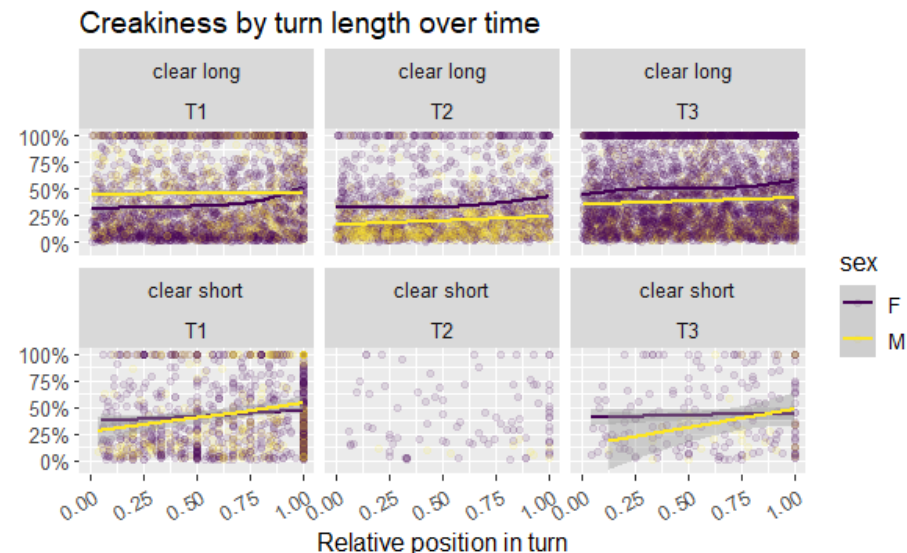 Creakiness by turn length over time
clear long
clear long
clear long
T1
T2
T3
100%
75%
50%
25%
0%
clear short
clear short
clear short
T1
T2
T3
100%
75%
50%
25%
0%
0.00
0.25
0.50
0.75
1.00
0.00
0.25
0.50
0.75
1.00
0.00
0.25
0.50
0.75
1.00
Relative position in turn
sex
F
M